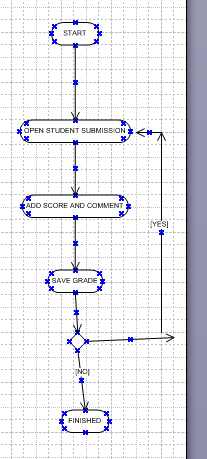 START
OPEN STUDENT SUBMISSION
ADD SCORE AND COMMENT
[YES]
SAVE GRADE
[NO]
FINISHED